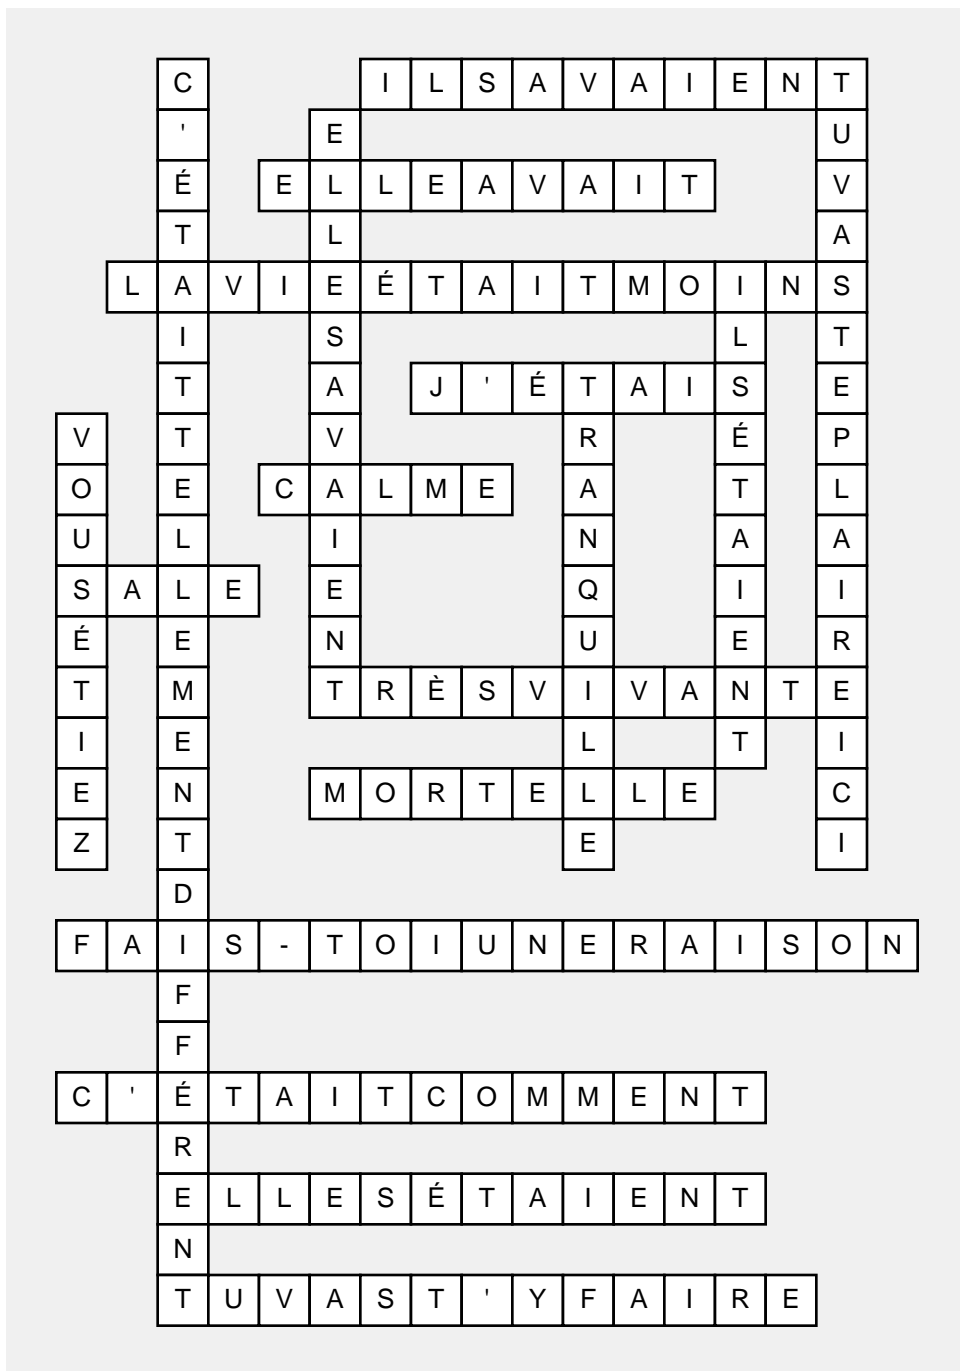 C'ÉTAITTELLEMENTDIFFÉRENT
ILSAVAIENT
TUVASTEPLAIREICI
ELLESAVAIENT
ELLEAVAIT
LAVIEÉTAITMOINS
ILSÉTAIENT
J'ÉTAIS
TRANQUILLE
VOUSÉTIEZ
CALME
SALE
TRÈSVIVANTE
MORTELLE
FAIS-TOIUNERAISON
C'ÉTAITCOMMENT
ELLESÉTAIENT
TUVAST'YFAIRE